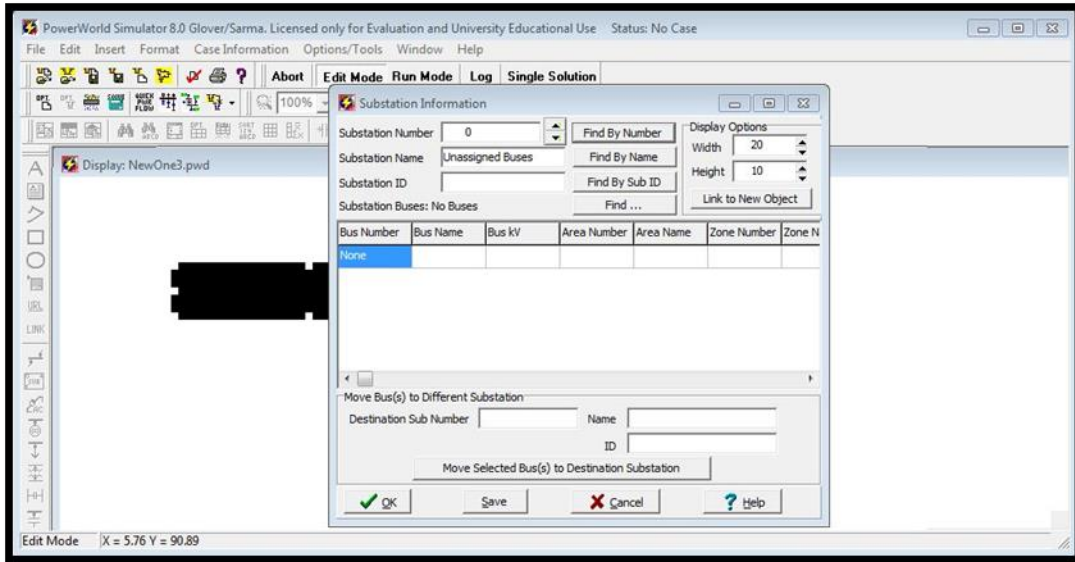 PowerWorld Simulator 8.0 Glover/Sarma. Licensed only for Evaluation and University Educational Use Status: No Case
File Edit Insert Format Case Information Options/Tools Window Help
Abort Edit Mode Run Mode Log Single Solution
100%
Display: NewOne3.pwd
A
URL
LINK
Substation Information
Substation Number 0 Find By Number
Substation Name Unassigned Buses Find By Name
Substation ID Find By Sub ID
Substation Buses: No Buses Find ...
Display Options
Width 20
Height 10
Link to New Object
Bus Number Bus Name Bus kV Area Number Area Name Zone Number Zone N
None
Move Bus(s) to Different Substation
Destination Sub Number Name
ID
Move Selected Bus(s) to Destination Substation
OK Save Cancel Help
Edit Mode X = 5.76 Y = 90.89